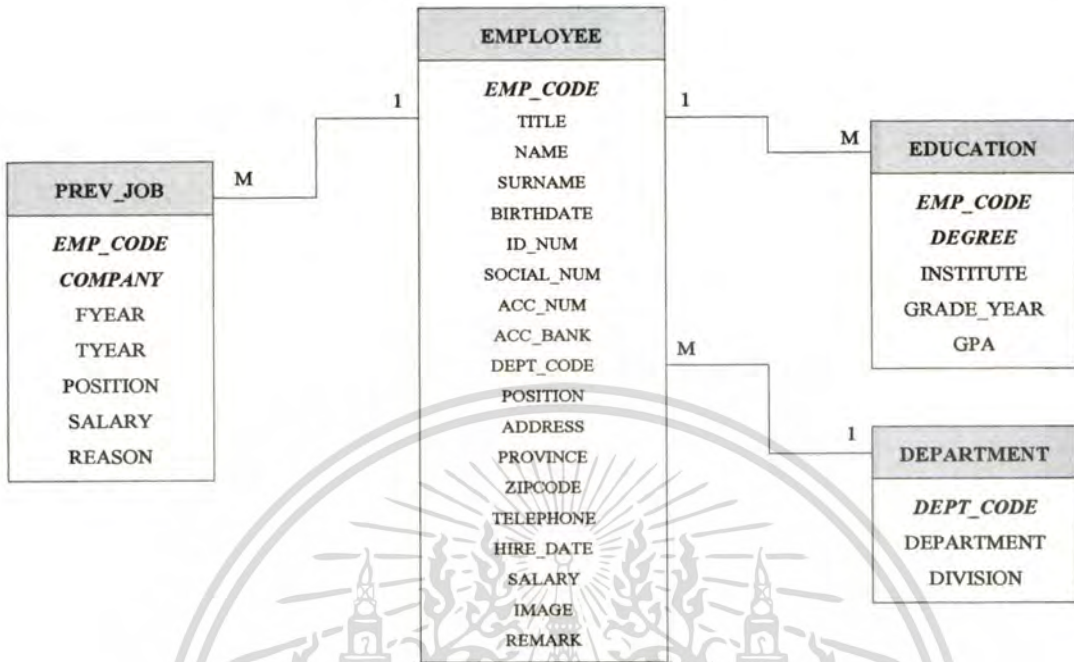 EMPLOYEE
EMP_CODE
TITLE
NAME
SURNAME
BIRTHDATE
ID_NUM
SOCIAL_NUM
ACC_NUM
ACC_BANK
DEPT_CODE
POSITION
ADDRESS
PROVINCE
ZIPCODE
TELEPHONE
HIRE_DATE
SALARY
IMAGE
REMARK
1
M
PREV_JOB
EMP_CODE
COMPANY
FYEAR
TYEAR
POSITION
SALARY
REASON
1
M
EDUCATION
EMP_CODE
DEGREE
INSTITUTE
GRADE_YEAR
GPA
M
1
DEPARTMENT
DEPT_CODE
DEPARTMENT
DIVISION